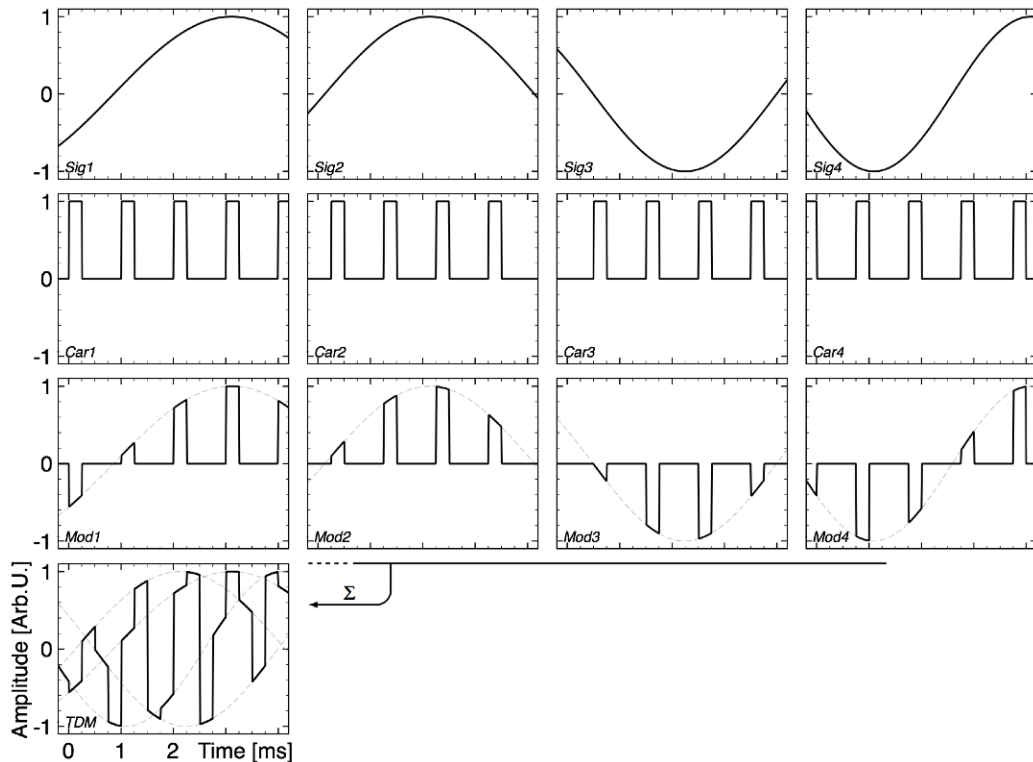 1
0
-1
Sig1
Sig2
Sig3
Sig4
1
0
-1
Car1
Car2
Car3
Car4
1
0
-1
Mod1
Mod2
Mod3
Mod4
Amplitude [Arb.U.]
1
0
-1
TDM
Σ
0 1 2 Time [ms]